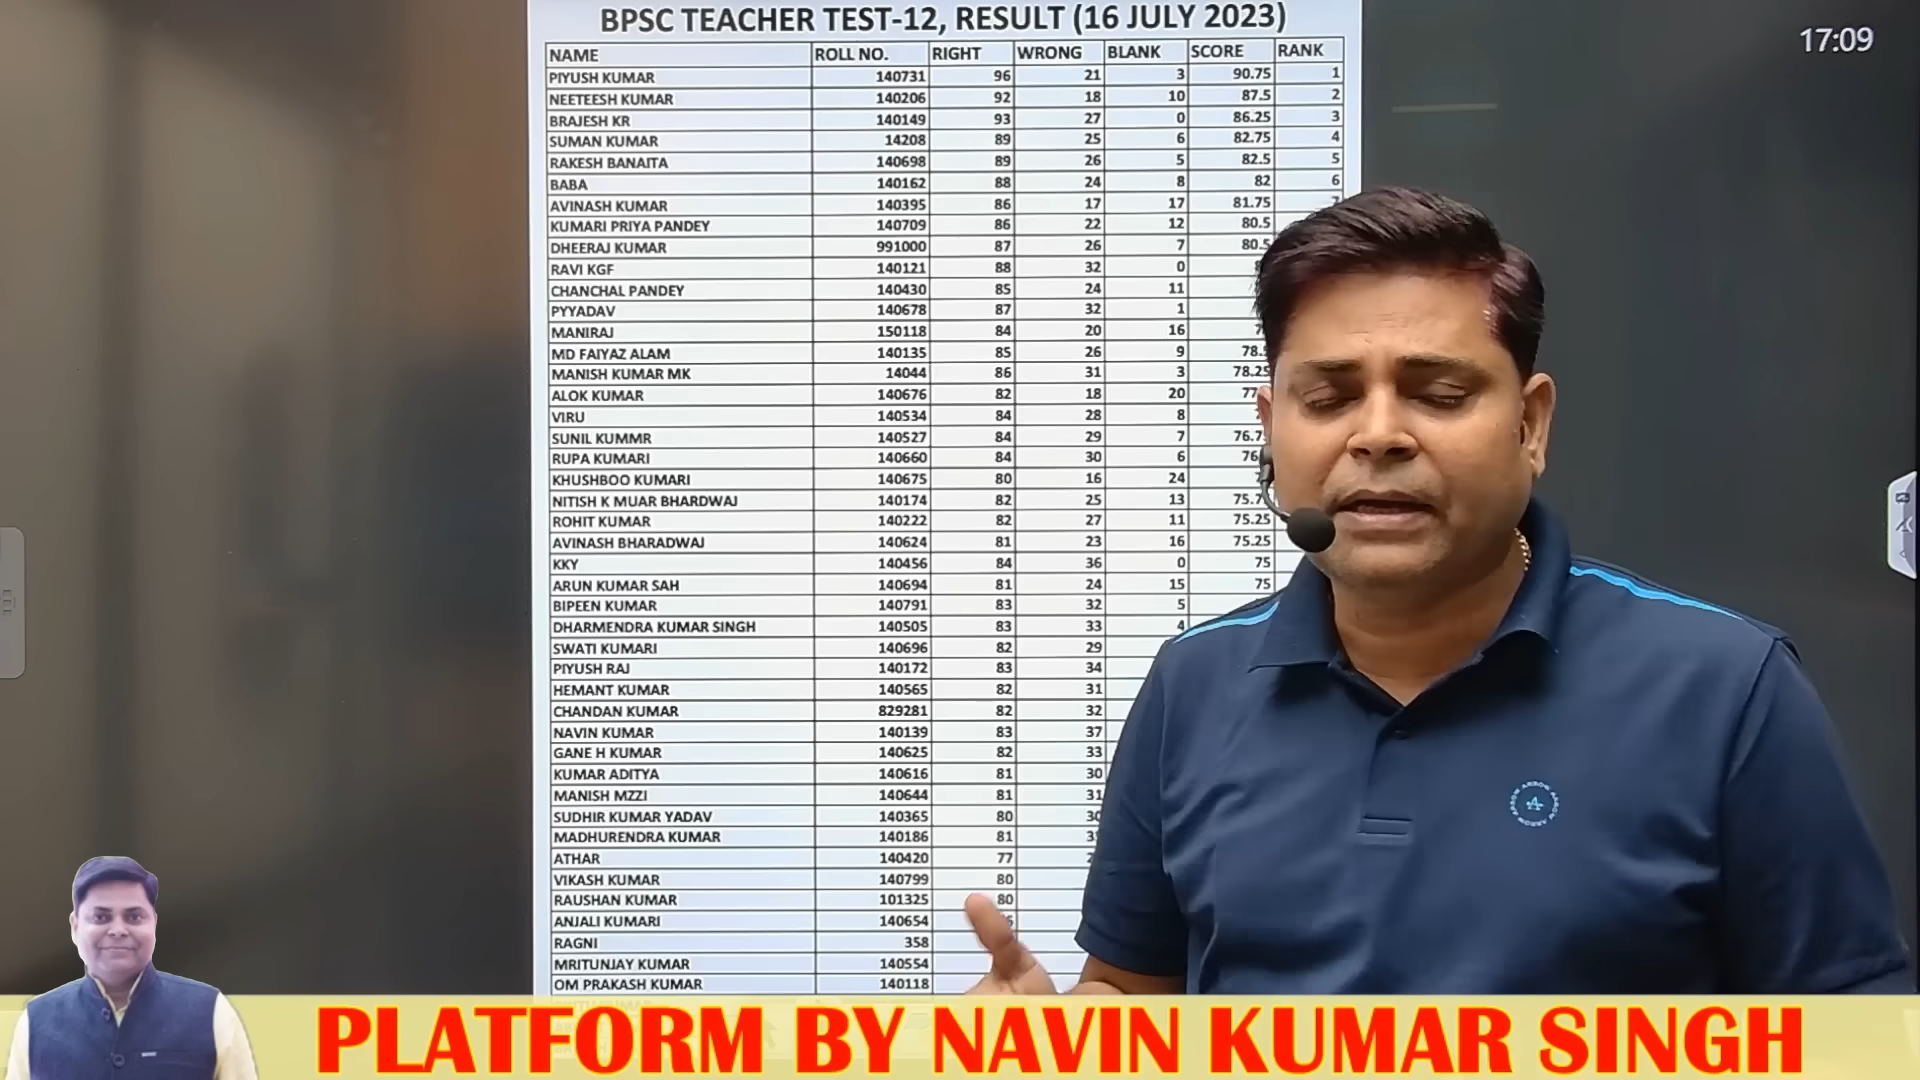 BPSC TEACHER TEST-12, RESULT (16 JULY 2023)
17:09
NAME ROLL NO. RIGHT WRONG BLANK SCORE RANK
PIYUSH KUMAR 140731 96 21 3 90.75 1
NEETEESH KUMAR 140206 92 18 10 87.5 2
BRAJESH KR 140149 93 27 0 86.25 3
SUMAN KUMAR 14208 89 25 6 82.75 4
RAKESH BANAITA 140698 89 26 5 82.5 5
BABA 140162 88 24 8 82 6
AVINASH KUMAR 140395 86 17 17 81.75 7
KUMARI PRIYA PANDEY 140709 86 22 12 80.5
DHEERAJ KUMAR 991000 87 26 7 80.5
RAVI KGF 140121 88 32 0
CHANCHAL PANDEY 140430 85 24 11
PYYADAV 140678 87 32 1
MANIRAJ 150118 84 20 16
MD FAIYAZ ALAM 140135 85 26 9 78.
MANISH KUMAR MK 14044 86 31 3 78.25
ALOK KUMAR 140676 82 18 20 77
VIRU 140534 84 28 8
SUNIL KUMMR 140527 84 29 7 76.7
RUPA KUMARI 140660 84 30 6 76
KHUSHBOO KUMARI 140675 80 16 24
NITISH K MUAR BHARDWAJ 140174 82 25 13 75.7
ROHIT KUMAR 140222 82 27 11 75.25
AVINASH BHARADWAJ 140624 81 23 16 75.25
KKY 140456 84 36 0 75
ARUN KUMAR SAH 140694 81 24 15 75
BIPEEN KUMAR 140791 83 32 5
DHARMENDRA KUMAR SINGH 140505 83 33 4
SWATI KUMARI 140696 82 29
PIYUSH RAJ 140172 83 34
HEMANT KUMAR 140565 82 31
CHANDAN KUMAR 829281 82 32
NAVIN KUMAR 140139 83 37
GANE H KUMAR 140625 82 33
KUMAR ADITYA 140616 81 30
MANISH MZZI 140644 81 31
SUDHIR KUMAR YADAV 140365 80 30
MADHURENDRA KUMAR 140186 81 3
ATHAR 140420 77
VIKASH KUMAR 140799 80
RAUSHAN KUMAR 101325 80
ANJALI KUMARI 140654
RAGNI 358
MRITUNJAY KUMAR 140554
OM PRAKASH KUMAR 140118
PLATFORM BY NAVIN KUMAR SINGH